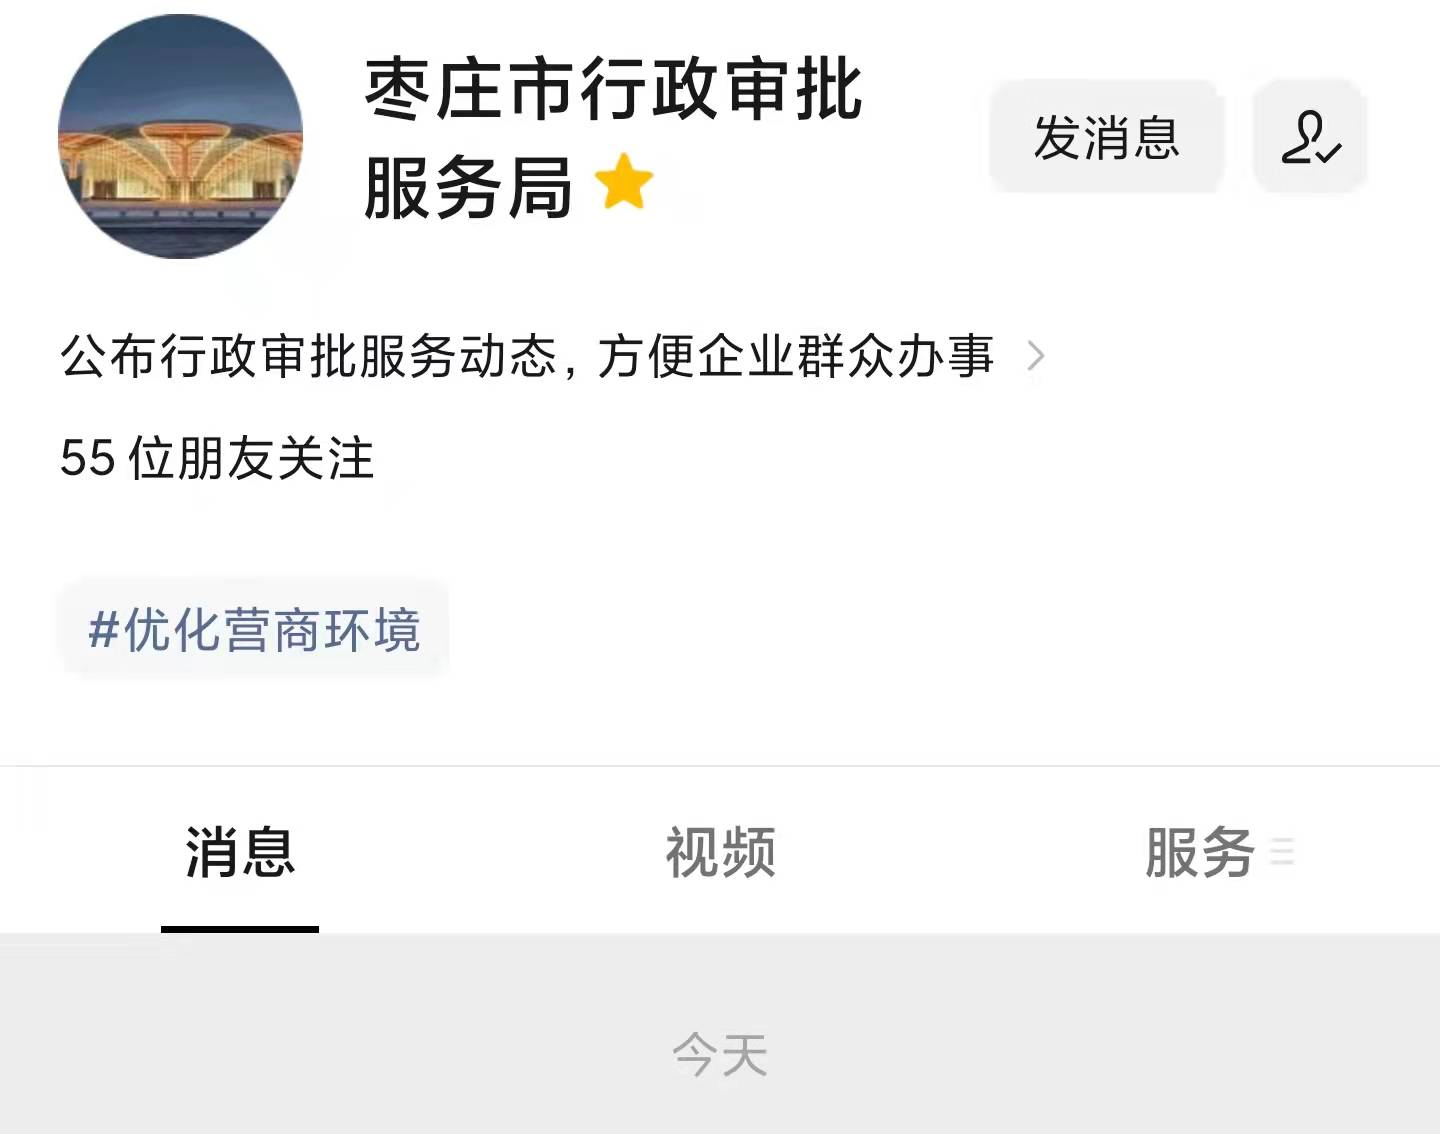 枣庄市行政审批
服务局
发消息
公布行政审批服务动态，方便企业群众办事
55 位朋友关注
#优化营商环境
消息
视频
服务
今天